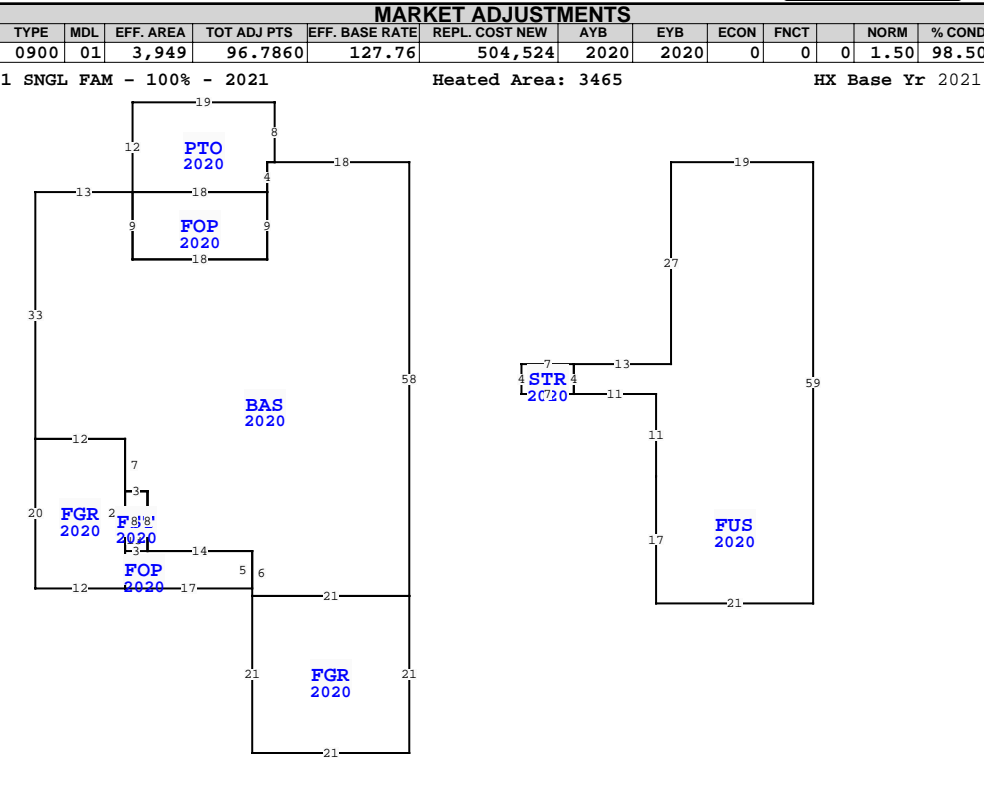 MARKET ADJUSTMENTS
TYPE MDL EFF. AREA TOT ADJ PTS EFF. BASE RATE REPL. COST NEW AYB EYB ECON FNCT NORM % COND
0900 01 3,949 96.7860 127.76 504,524 2020 2020 0 0 0 1.50 98.50
1 SNGL FAM – 100% - 2021 Heated Area: 3465 HX Base Yr 2021
19
8
12 PTO
2020
18 19
4
13 18
9 FOP 9
2020
18
27
33
7 13
58 4 STR 4 59
2020
7 11
BAS
2020
12 11
7
3
20 FGR 2 8 8
2020 2020
FUS
2020
17
3 14
FOP 5 6
2020
12 17
21 21
21 FGR 21
2020
21